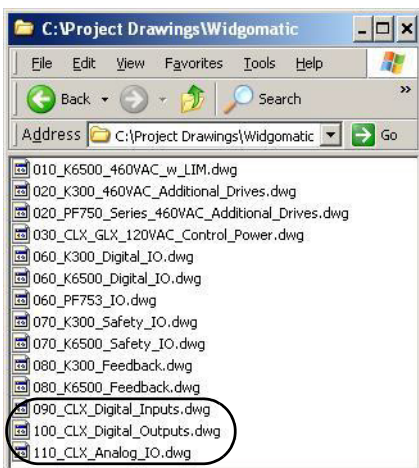 C:\Project Drawings\Widgomatic
File Edit View Favorites Tools Help
Back Search »
Address C:\Project Drawings\Widgomatic Go
010_K6500_460VAC_w_LIM.dwg
020_K300_460VAC_Additional_Drives.dwg
020_PF750_Series_460VAC_Additional_Drives.dwg
030_CLX_GLX_120VAC_Control_Power.dwg
060_K300_Digital_IO.dwg
060_K6500_Digital_IO.dwg
060_PF753_IO.dwg
070_K300_Safety_IO.dwg
070_K6500_Safety_IO.dwg
080_K300_Feedback.dwg
080_K6500_Feedback.dwg
090_CLX_Digital_Inputs.dwg
100_CLX_Digital_Outputs.dwg
110_CLX_Analog_IO.dwg